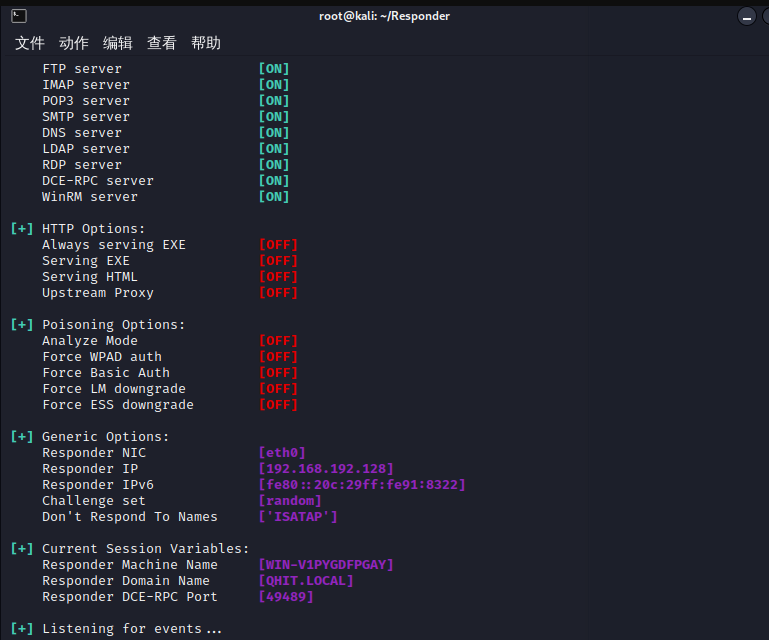 root@kali: ~/Responder
文件 动作 编辑 查看 帮助
FTP server [ON]
IMAP server [ON]
POP3 server [ON]
SMTP server [ON]
DNS server [ON]
LDAP server [ON]
RDP server [ON]
DCE-RPC server [ON]
WinRM server [ON]
[+] HTTP Options:
Always serving EXE [OFF]
Serving EXE [OFF]
Serving HTML [OFF]
Upstream Proxy [OFF]
[+] Poisoning Options:
Analyze Mode [OFF]
Force WPAD auth [OFF]
Force Basic Auth [OFF]
Force LM downgrade [OFF]
Force ESS downgrade [OFF]
[+] Generic Options:
Responder NIC [eth0]
Responder IP [192.168.192.128]
Responder IPv6 [fe80::20c:29ff:fe91:8322]
Challenge set [random]
Don't Respond To Names ['ISATAP']
[+] Current Session Variables:
Responder Machine Name [WIN-V1PYGDFPGAY]
Responder Domain Name [QHIT.LOCAL]
Responder DCE-RPC Port [49489]
[+] Listening for events...